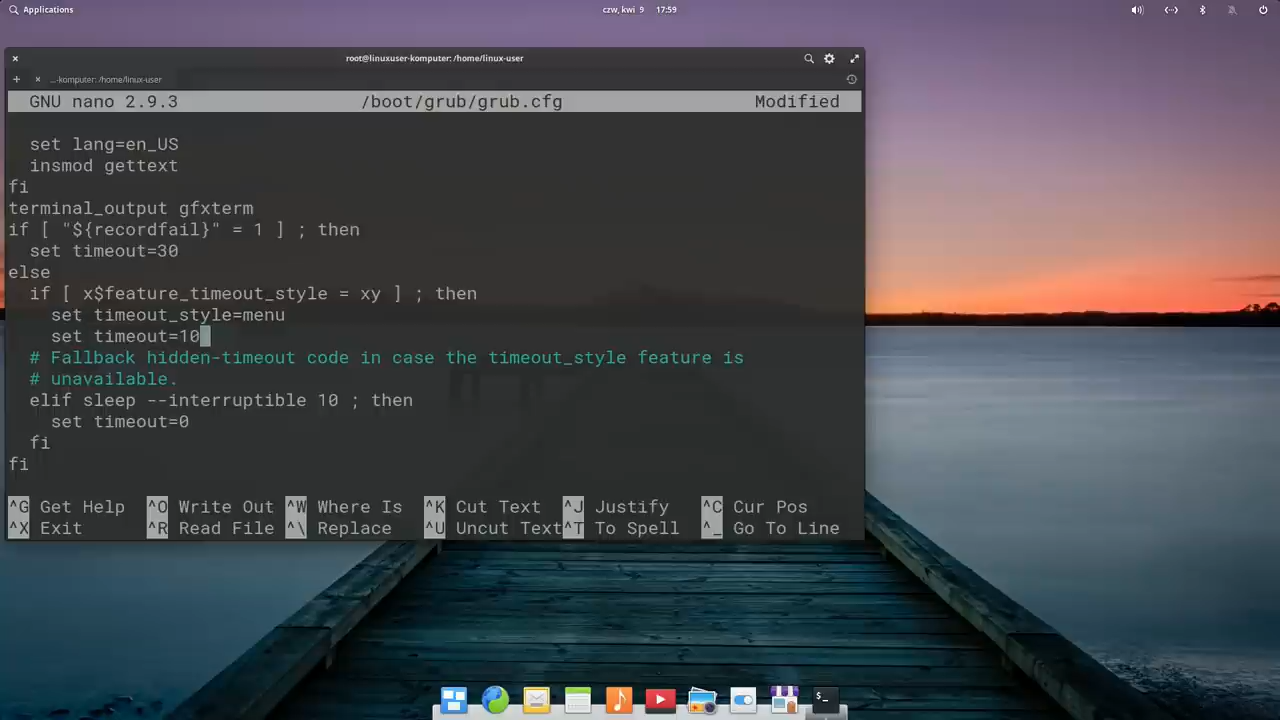 Applications
czw, kwi 9 17:59
root@linuxuser-komputer: /home/linux-user
...-komputer: /home/linux-user
GNU nano 2.9.3 /boot/grub/grub.cfg Modified
set lang=en_US
insmod gettext
fi
terminal_output gfxterm
if [ "${recordfail}" = 1 ] ; then
set timeout=30
else
if [ x$feature_timeout_style = xy ] ; then
set timeout_style=menu
set timeout=10
# Fallback hidden-timeout code in case the timeout_style feature is
# unavailable.
elif sleep --interruptible 10 ; then
set timeout=0
fi
fi
^G Get Help ^O Write Out ^W Where Is ^K Cut Text ^J Justify ^C Cur Pos
^X Exit ^R Read File ^\ Replace ^U Uncut Text ^T To Spell ^_ Go To Line